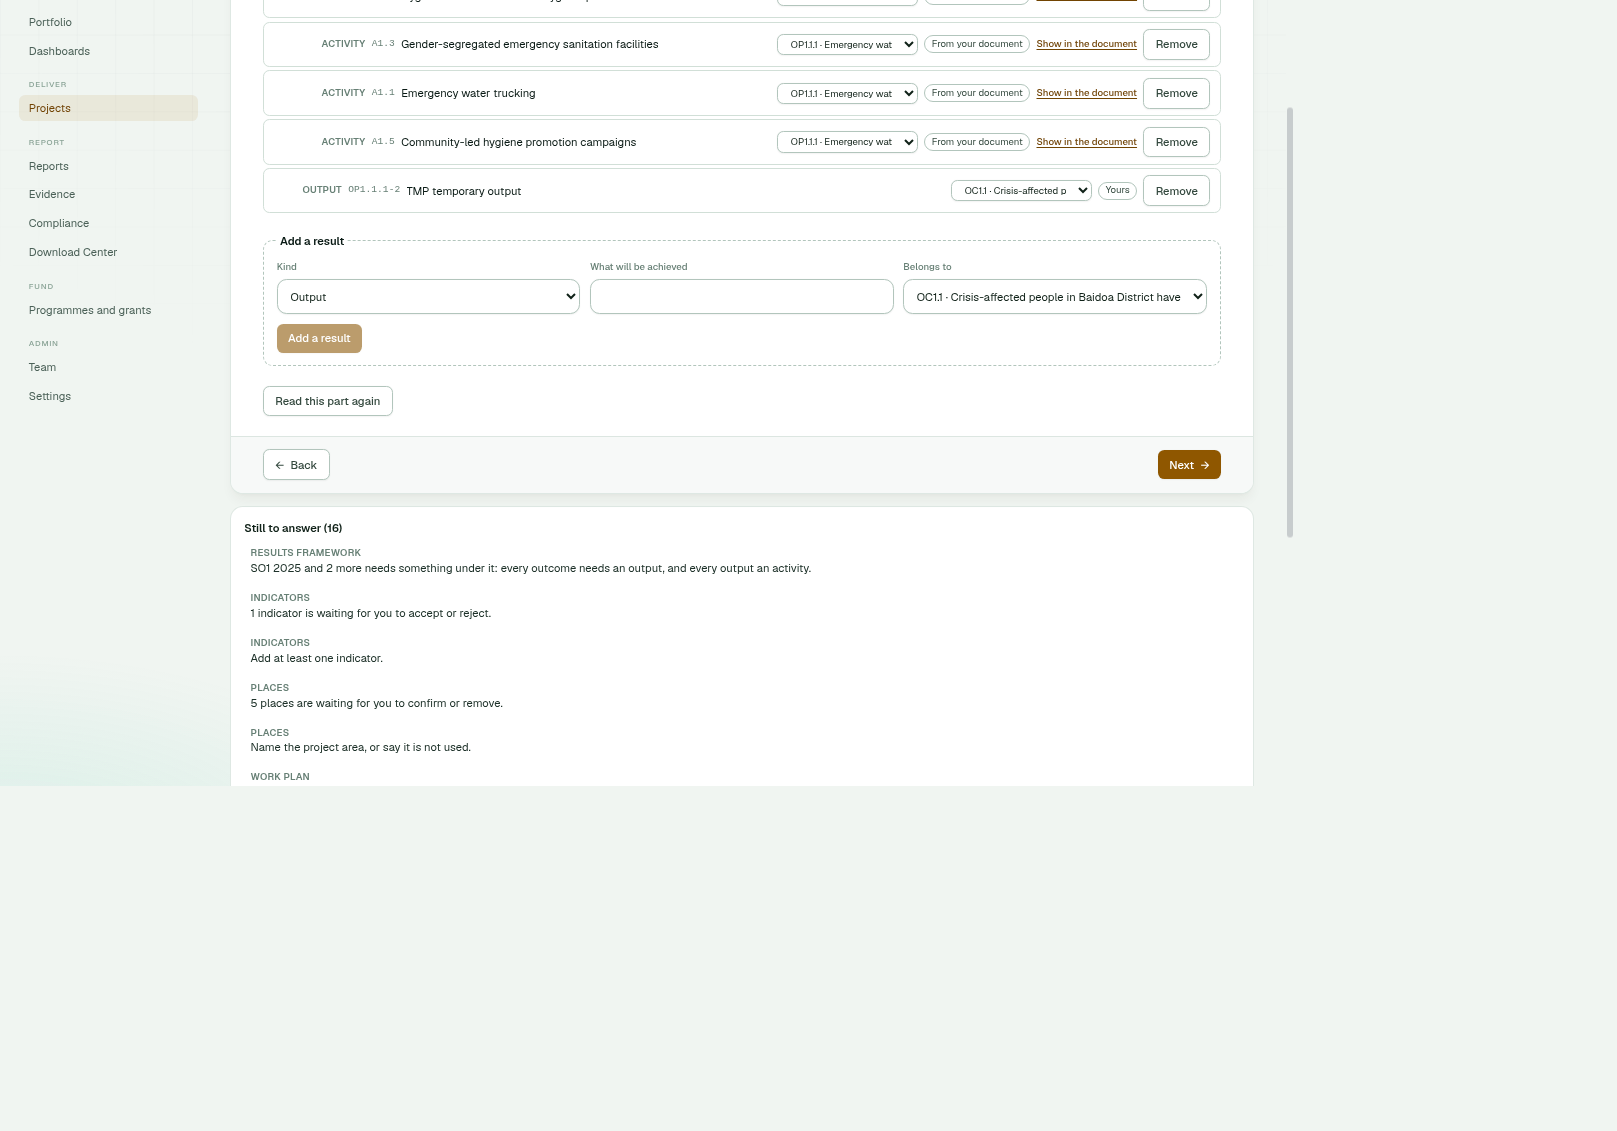 Portfolio
Dashboards
DELIVER
Projects
REPORT
Reports
Evidence
Compliance
Download Center
FUND
Programmes and grants
ADMIN
Team
Settings
ACTIVITY A1.3 Gender-segregated emergency sanitation facilities OP1.1.1 · Emergency wat From your document Show in the document Remove
ACTIVITY A1.1 Emergency water trucking OP1.1.1 · Emergency wat From your document Show in the document Remove
ACTIVITY A1.5 Community-led hygiene promotion campaigns OP1.1.1 · Emergency wat From your document Show in the document Remove
OUTPUT OP1.1.1-2 TMP temporary output OC1.1 · Crisis-affected p Yours Remove
Add a result
Kind What will be achieved Belongs to
Output OC1.1 · Crisis-affected people in Baidoa District have
Add a result
Read this part again
← Back Next →
Still to answer (16)
RESULTS FRAMEWORK
SO1 2025 and 2 more needs something under it: every outcome needs an output, and every output an activity.
INDICATORS
1 indicator is waiting for you to accept or reject.
INDICATORS
Add at least one indicator.
PLACES
5 places are waiting for you to confirm or remove.
PLACES
Name the project area, or say it is not used.
WORK PLAN